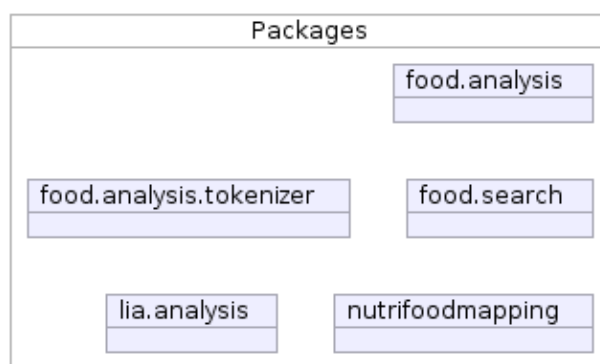 Packages
food.analysis
food.analysis.tokenizer
food.search
lia.analysis
nutrifoodmapping